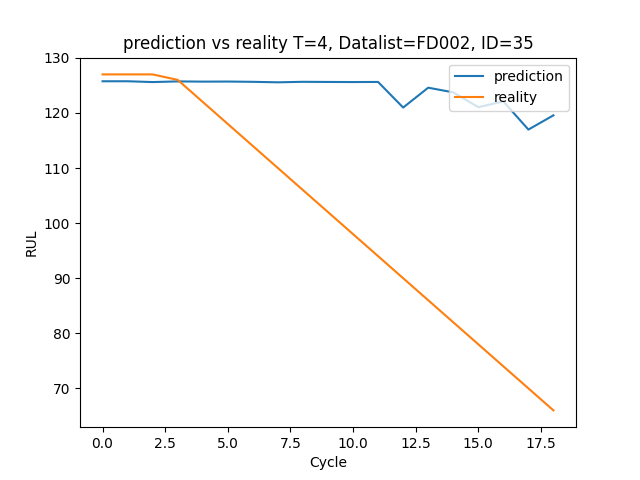 prediction vs reality T=4, Datalist=FD002, ID=35
130
120
110
100
90
80
70
RUL
prediction
reality
0.0 2.5 5.0 7.5 10.0 12.5 15.0 17.5
Cycle